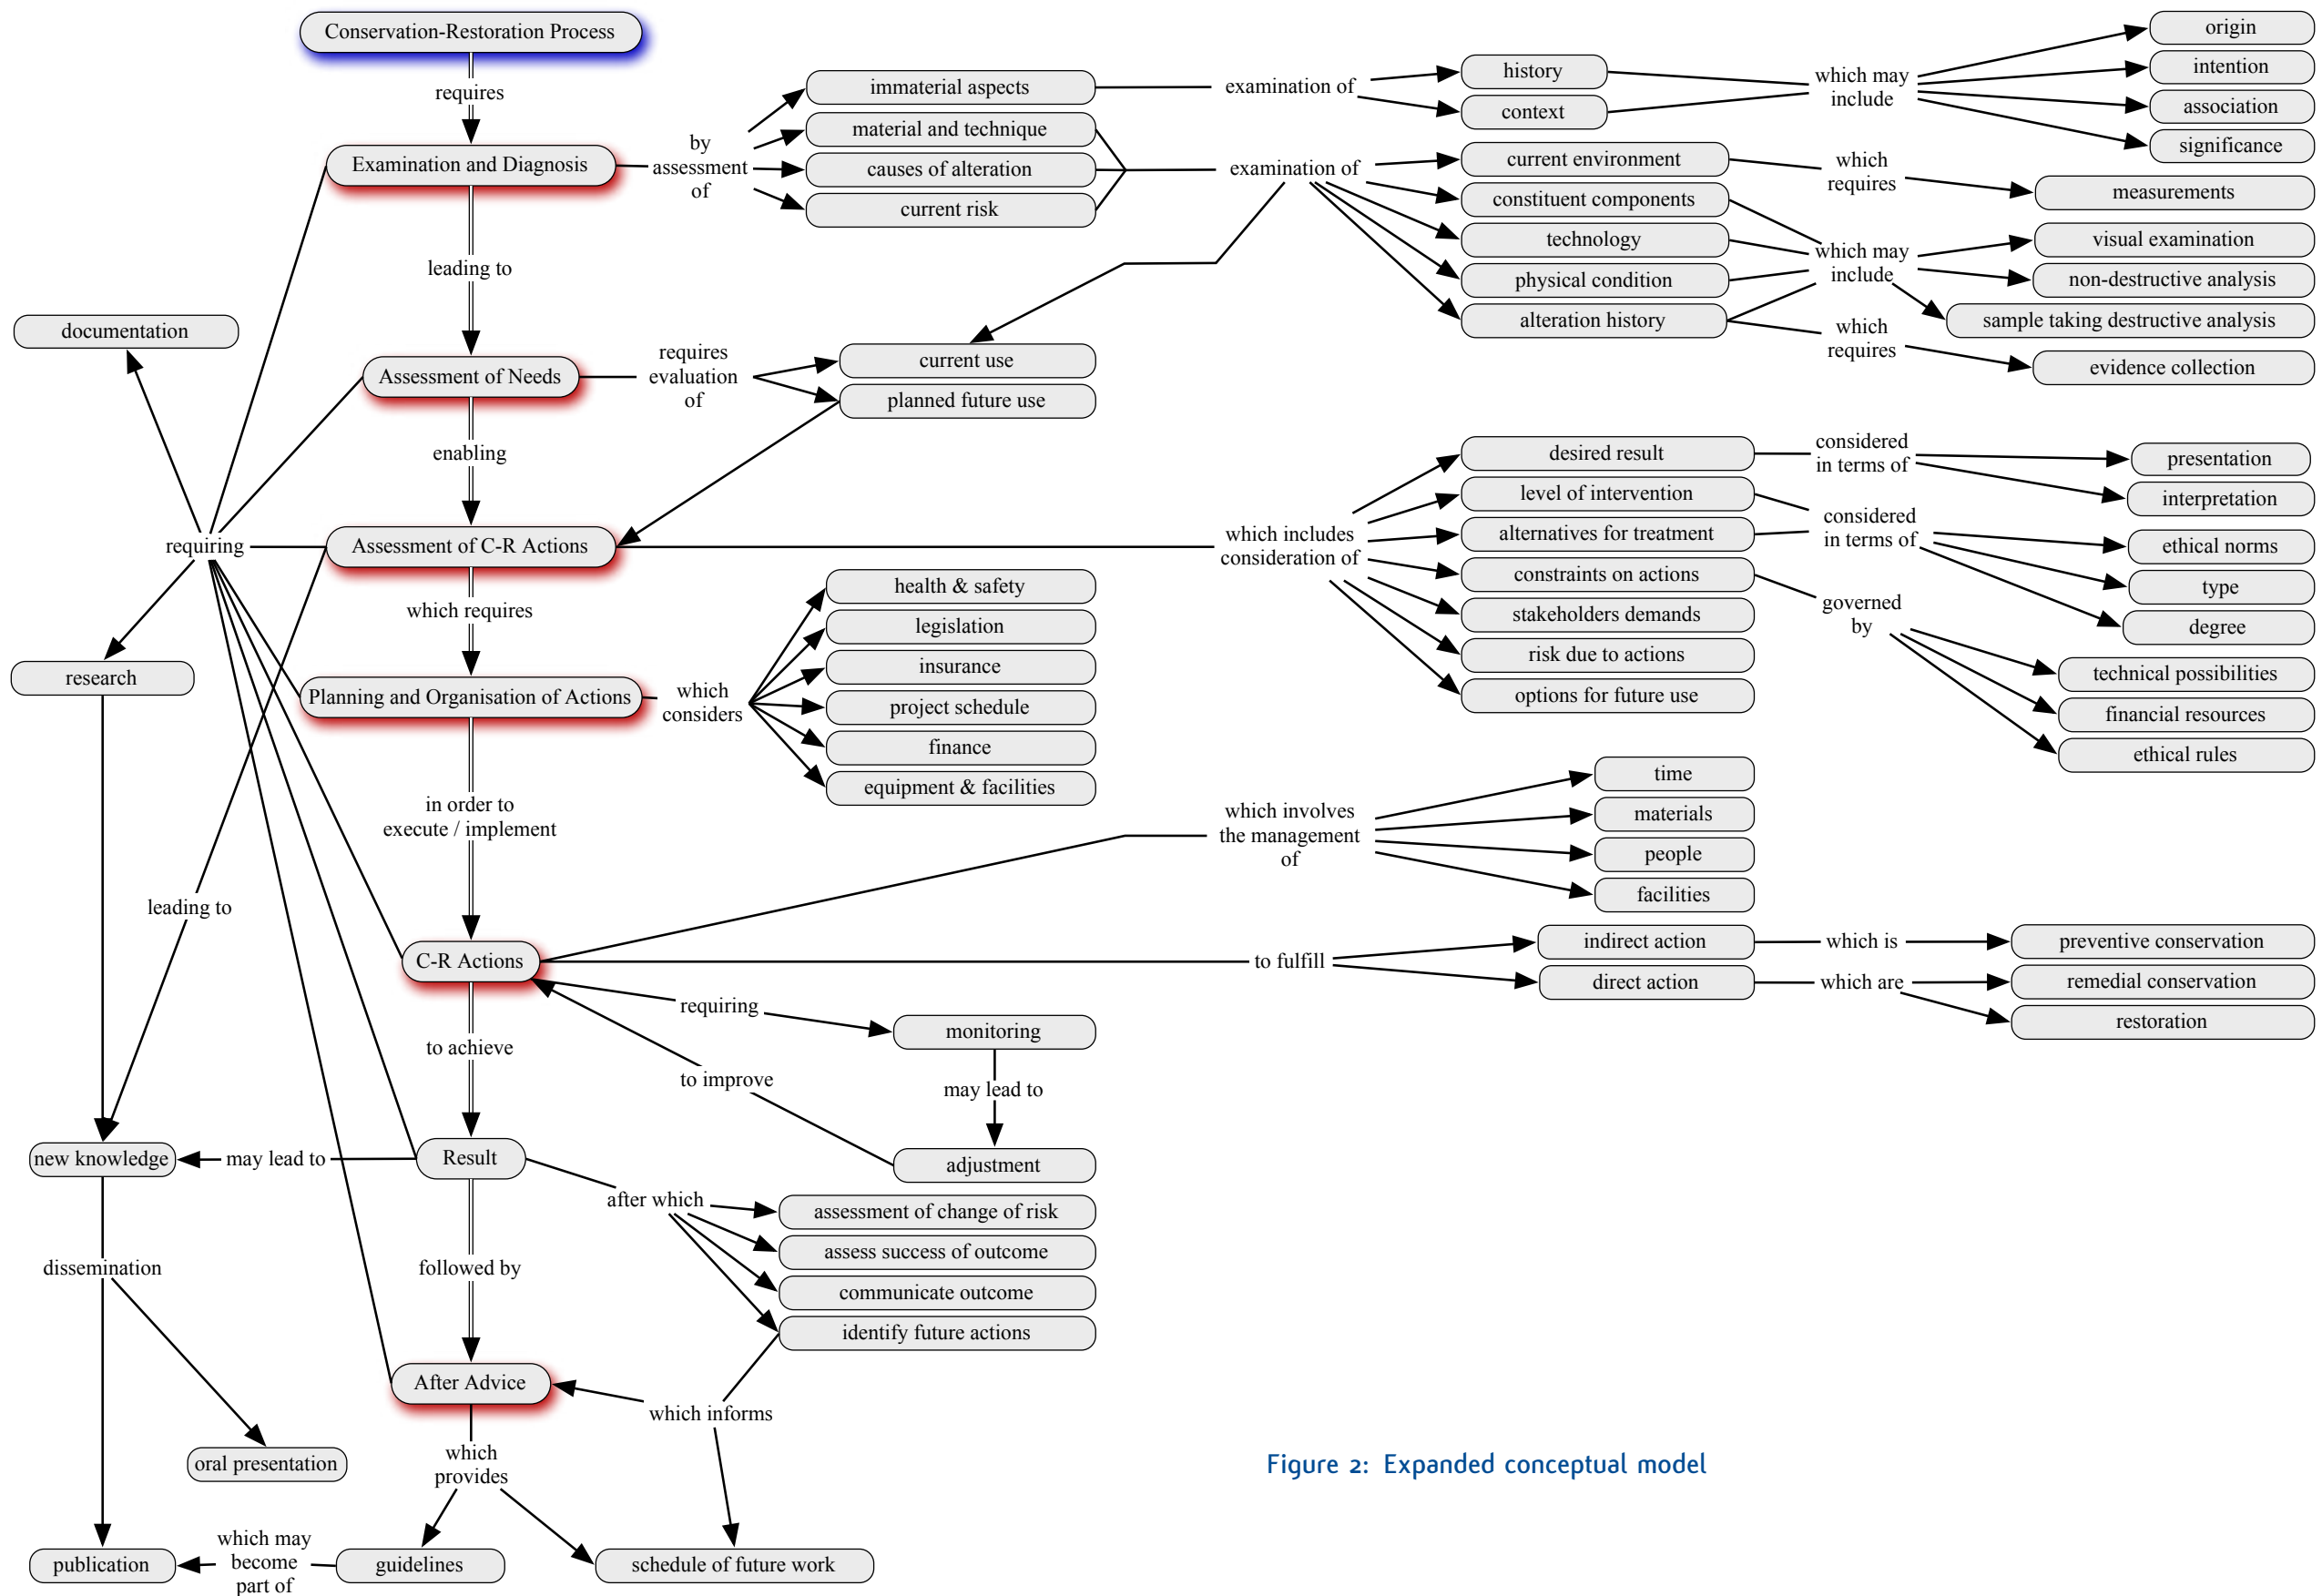 Conservation-Restoration Process
requires
Examination and Diagnosis
by
assessment
of
immaterial aspects
material and technique
causes of alteration
current risk
examination of
history
context
which may
include
origin
intention
association
significance
examination of
current environment
constituent components
technology
physical condition
alteration history
which
requires
measurements
which may
include
visual examination
non-destructive analysis
sample taking destructive analysis
which
requires
evidence collection
leading to
documentation
Assessment of Needs
requires
evaluation
of
current use
planned future use
enabling
requiring
Assessment of C-R Actions
which includes
consideration of
desired result
level of intervention
alternatives for treatment
constraints on actions
stakeholders demands
risk due to actions
options for future use
considered
in terms of
presentation
interpretation
considered
in terms of
ethical norms
type
degree
governed
by
technical possibilities
financial resources
ethical rules
which requires
research
Planning and Organisation of Actions
which
considers
health & safety
legislation
insurance
project schedule
finance
equipment & facilities
in order to
execute / implement
leading to
C-R Actions
which involves
the management
of
time
materials
people
facilities
to fulfill
indirect action
direct action
which is
which are
preventive conservation
remedial conservation
restoration
requiring
monitoring
may lead to
adjustment
to improve
to achieve
new knowledge
may lead to
Result
after which
assessment of change of risk
assess success of outcome
communicate outcome
identify future actions
dissemination
followed by
After Advice
which informs
which
provides
oral presentation
publication
which may
become
part of
guidelines
schedule of future work
Figure 2: Expanded conceptual model